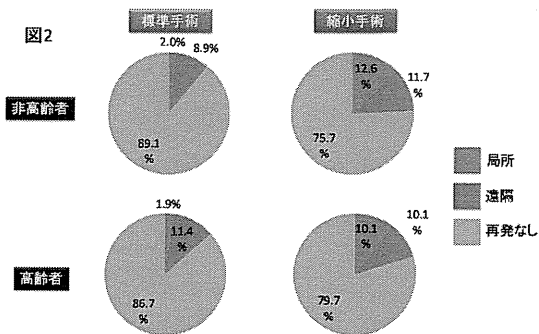 図2
標準手術
縮小手術
非高齢者
2.0%
8.9%
89.1
%
12.6
%
11.7
%
75.7
%
局所
遠隔
再発なし
高齢者
1.9%
11.4
%
86.7
%
10.1
%
10.1
%
79.7
%